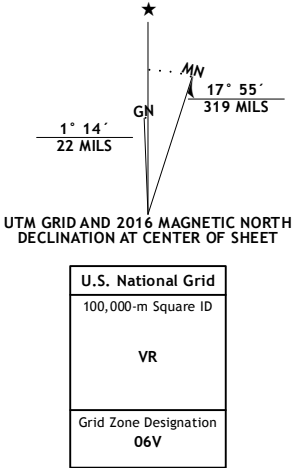 ★
MN
17° 55´
319 MILS
GN
1° 14´
22 MILS
UTM GRID AND 2016 MAGNETIC NORTH
DECLINATION AT CENTER OF SHEET
U.S. National Grid
100,000-m Square ID
VR
Grid Zone Designation
06V